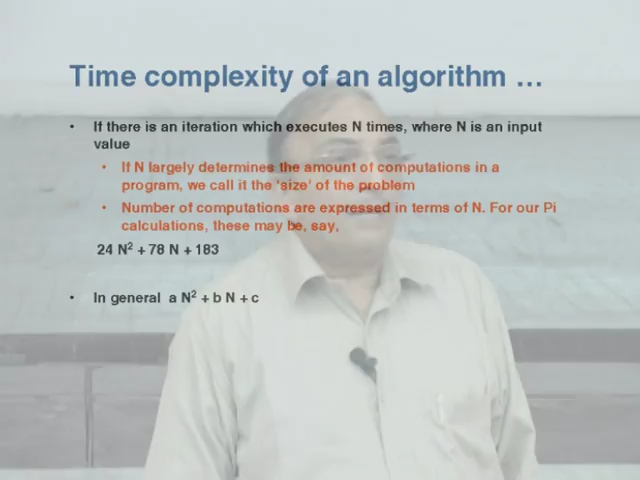 Time complexity of an algorithm …
• If there is an iteration which executes N times, where N is an input
value
• If N largely determines the amount of computations in a
program, we call it the ‘size’ of the problem
• Number of computations are expressed in terms of N. For our Pi
calculations, these may be, say,
24 N² + 78 N + 183
• In general a N² + b N + c